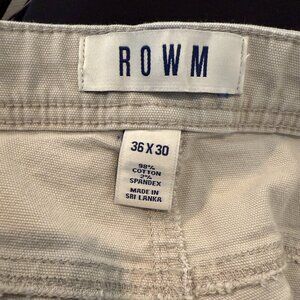 ROWM
36 X 30
98%
COTTON
2%
SPANDEX
MADE IN
SRI LANKA